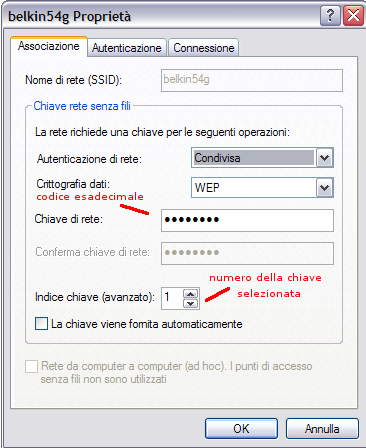 belkin54g Proprietà
Associazione Autenticazione Connessione
Nome di rete (SSID): belkin54g
Chiave rete senza fili
La rete richiede una chiave per le seguenti operazioni:
Autenticazione di rete: Condivisa
Crittografia dati: WEP
codice esadecimale
Chiave di rete: ••••••••
Conferma chiave di rete: ••••••••
numero della chiave
selezionata
Indice chiave (avanzato): 1
La chiave viene fornita automaticamente
Rete da computer a computer (ad hoc). I punti di accesso
senza fili non sono utilizzati
OK Annulla